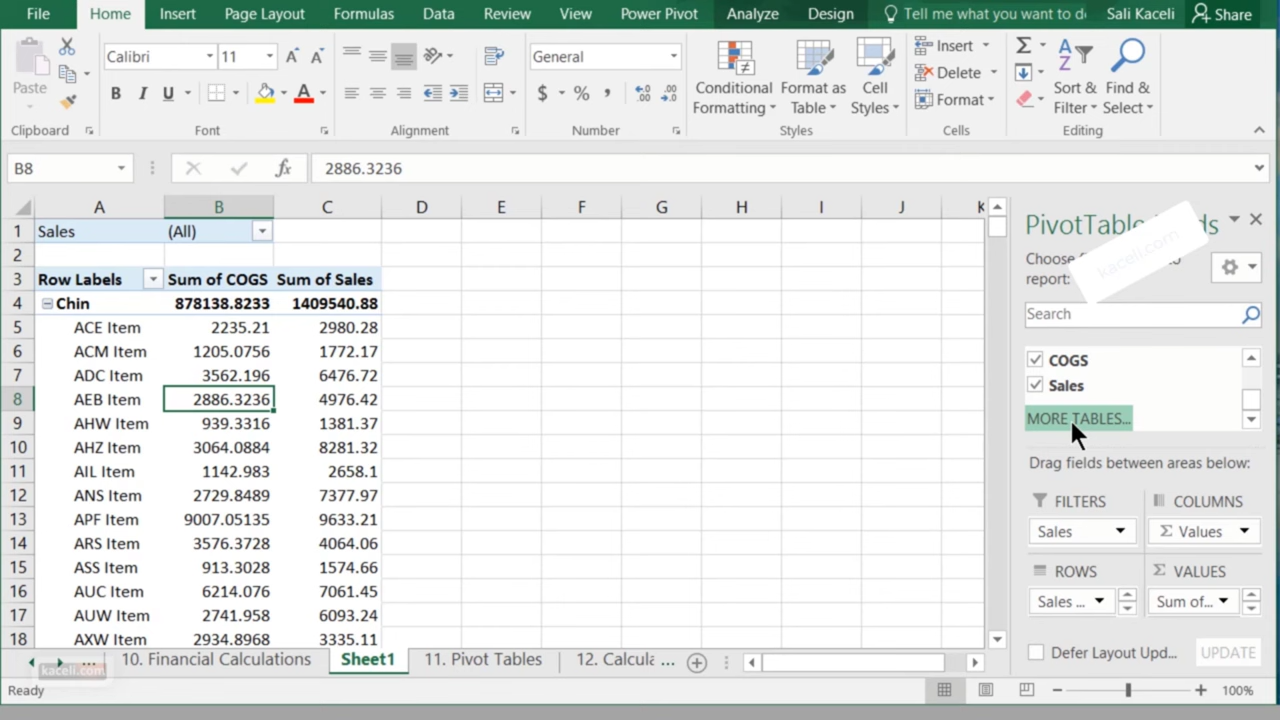 File Home Insert Page Layout Formulas Data Review View Power Pivot Analyze Design Tell me what you want to do Sali Kaceli Share
Calibri 11 General Insert
Paste B I U A $ % , Conditional Formatting Format as Table Cell Styles Delete Format Sort & Filter Find & Select
Clipboard Font Alignment Number Styles Cells Editing
B8 fx 2886.3236
A B C D E F G H I J K
1 Sales (All)
2
3 Row Labels Sum of COGS Sum of Sales
4 Chin 878138.8233 1409540.88
5 ACE Item 2235.21 2980.28
6 ACM Item 1205.0756 1772.17
7 ADC Item 3562.196 6476.72
8 AEB Item 2886.3236 4976.42
9 AHW Item 939.3316 1381.37
10 AHZ Item 3064.0884 8281.32
11 AIL Item 1142.983 2658.1
12 ANS Item 2729.8489 7377.97
13 APF Item 9007.05135 9633.21
14 ARS Item 3576.3728 4064.06
15 ASS Item 913.3028 1574.66
16 AUC Item 6214.076 7061.45
17 AUW Item 2741.958 6093.24
18 AXW Item 2934.8968 3335.11
PivotTable
Choose
report:
kaceli.com
Search
COGS
Sales
MORE TABLES...
Drag fields between areas below:
FILTERS COLUMNS
Sales Σ Values
ROWS Σ VALUES
Sales ... Sum of...
Defer Layout Upd... UPDATE
... 10. Financial Calculations Sheet1 11. Pivot Tables 12. Calcula ...
kaceli.com
Ready 100%